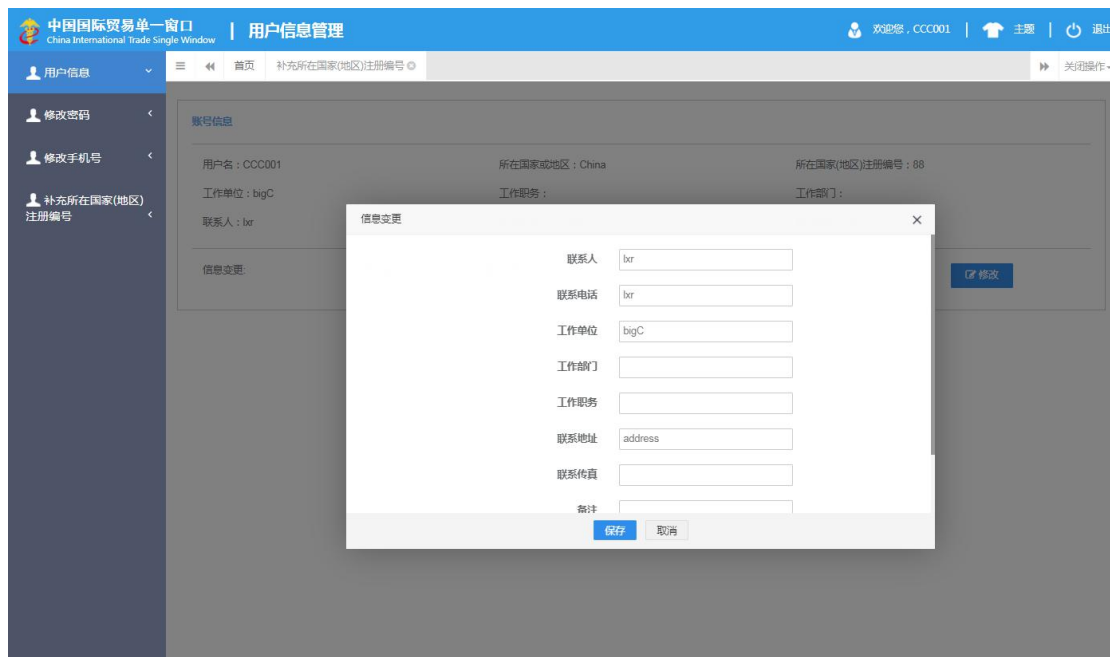 中国国际贸易单一窗口
China International Trade Single Window
用户信息管理
欢迎您，CCC001
主题
退出
用户信息
首页
补充所在国家(地区)注册编号
关闭操作
修改密码
修改手机号
补充所在国家(地区)
注册编号
账号信息
用户名：CCC001
所在国家或地区：China
所在国家(地区)注册编号：88
工作单位：bigC
工作职务：
工作部门：
联系人：lxr
信息变更:
修改
信息变更
联系人 lxr
联系电话 lxr
工作单位 bigC
工作部门
工作职务
联系地址 address
联系传真
备注
保存
取消